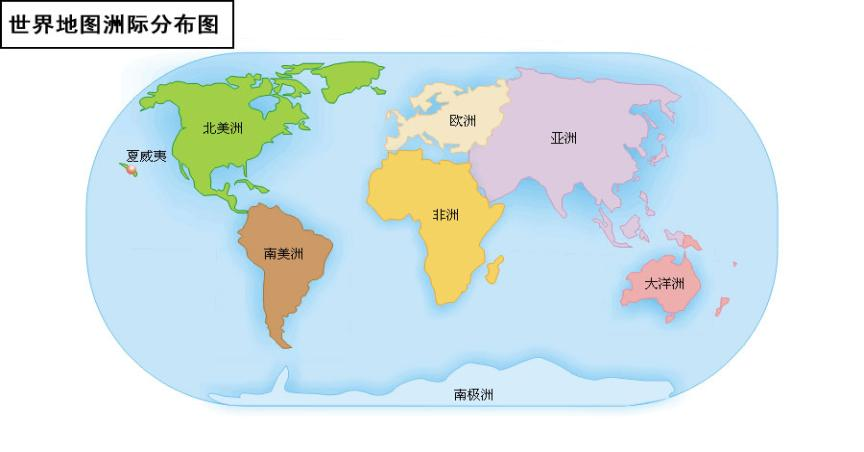 世界地图洲际分布图
北美洲
欧洲
亚洲
夏威夷
非洲
南美洲
大洋洲
南极洲